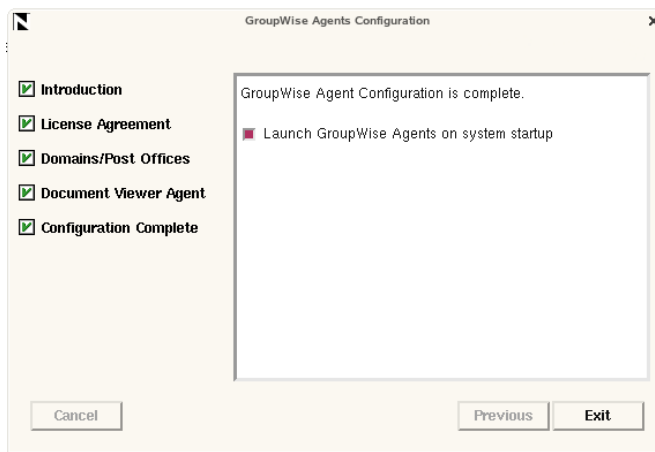 GroupWise Agents Configuration
Introduction
License Agreement
Domains/Post Offices
Document Viewer Agent
Configuration Complete
GroupWise Agent Configuration is complete.
Launch GroupWise Agents on system startup
Cancel
Previous
Exit